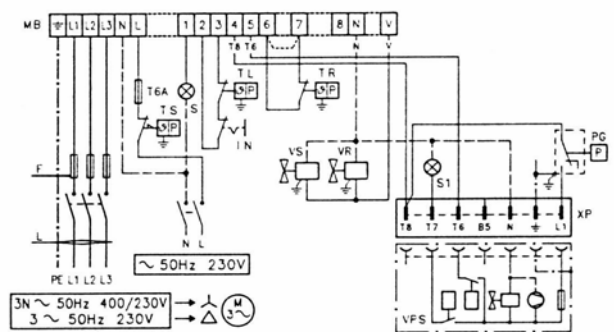 MB L1 L2 L3 N L 1 2 3 4 5 6 7 8 N V
T8 T6 N V
T6A S TL TR
TS IN
VS VR PG
P
S1
F XP
T8 T7 T6 B5 N L1
L
N L
PE L1 L2 L3
~ 50Hz 230V
VPS
3N ~ 50Hz 400/230V
M
3~
3 ~ 50Hz 230V